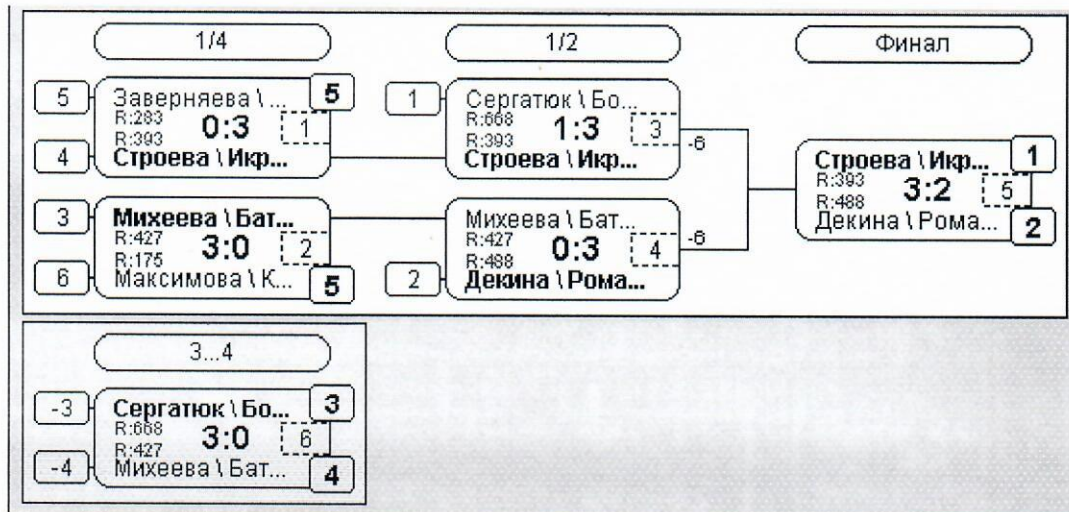 1/4
1/2
Финал
5
Заверняева \ ...
5
R:283
R:393
0:3
1
4
Строева \ Икр...
3
Михеева \ Бат...
R:427
R:175
3:0
2
6
Максимова \ К...
5
1
Сергатюк \ Бо...
R:668
R:393
1:3
3
-6
Строева \ Икр...
Михеева \ Бат...
R:427
R:488
0:3
4
-6
2
Декина \ Рома...
Строева \ Икр...
1
R:393
R:488
3:2
5
Декина \ Рома...
2
3...4
-3
Сергатюк \ Бо...
3
R:668
R:427
3:0
6
-4
Михеева \ Бат...
4